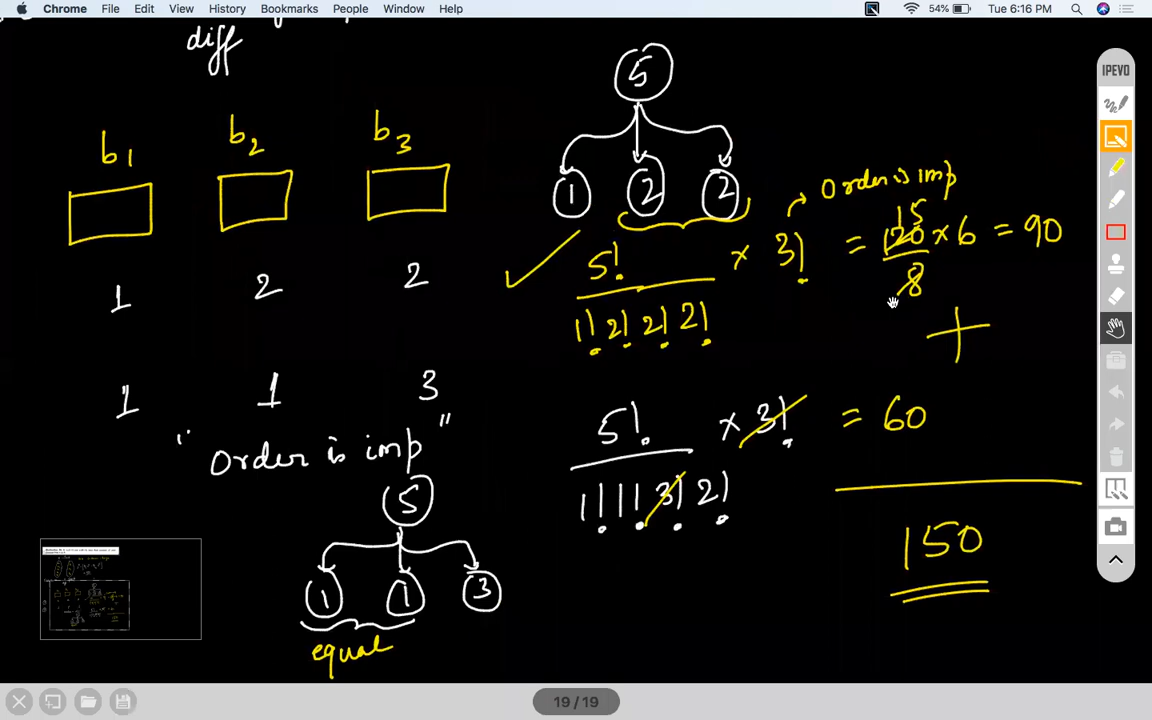 Chrome File Edit View History Bookmarks People Window Help
54% Tue 6:16 PM
diff
b1 b2 b3
1 2 2
1 1 3
"Order is imp"
5
1 1 3
equal
5
1 2 2
Order is imp
5! / 1! 2! 2! 2! × 3! = 120 15 / 8 × 6 = 90
+
5! / 1! 1! 3! 2! × 3! = 60
150
IPEVO
19 / 19